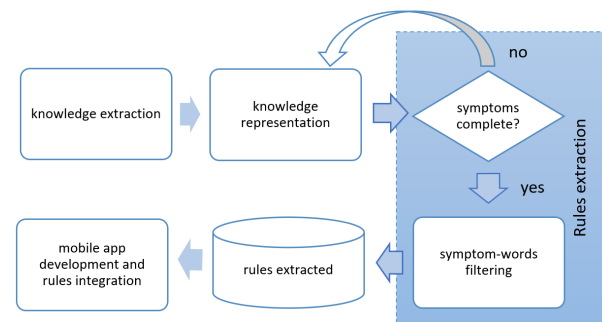 no
knowledge extraction
knowledge
representation
symptoms
complete?
Rules extraction
yes
mobile app
development and
rules integration
rules extracted
symptom-words
filtering